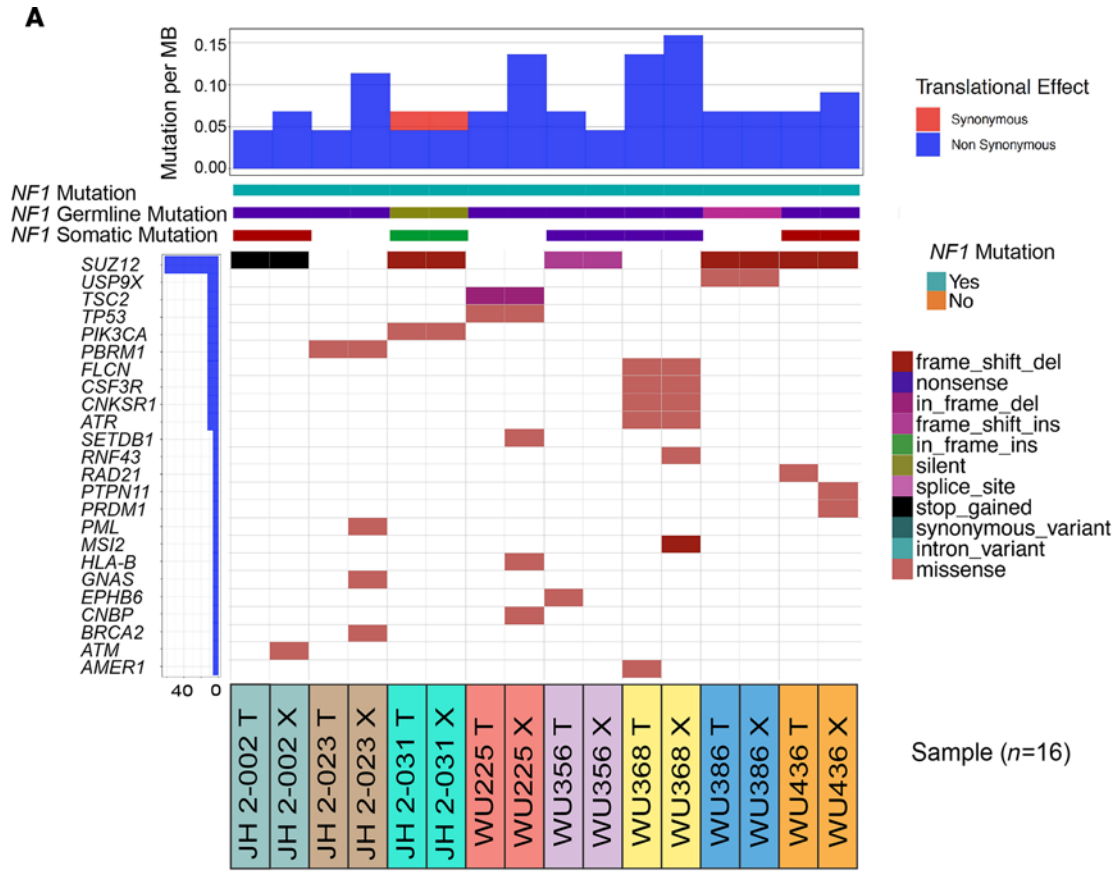 A
Mutation per MB
0.15
0.10
0.05
0.00
Translational Effect
Synonymous
Non Synonymous
NF1 Mutation
NF1 Germline Mutation
NF1 Somatic Mutation
NF1 Mutation
Yes
No
SUZ12
USP9X
TSC2
TP53
PIK3CA
PBRM1
FLCN
CSF3R
CNKSR1
ATR
SETDB1
RNF43
RAD21
PTPN11
PRDM1
PML
MSI2
HLA-B
GNAS
EPHB6
CNBP
BRCA2
ATM
AMER1
40 0
frame_shift_del
nonsense
in_frame_del
frame_shift_ins
in_frame_ins
silent
splice_site
stop_gained
synonymous_variant
intron_variant
missense
JH 2-002 T
JH 2-002 X
JH 2-023 T
JH 2-023 X
JH 2-031 T
JH 2-031 X
WU225 T
WU225 X
WU356 T
WU356 X
WU368 T
WU368 X
WU386 T
WU386 X
WU436 T
WU436 X
Sample (n=16)